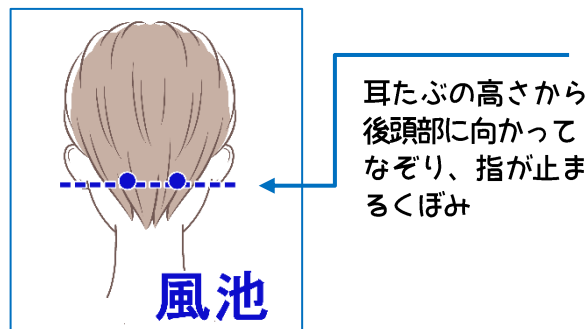 耳たぶの高さから
後頭部に向かって
なぞり、指が止ま
るくぼみ
風池